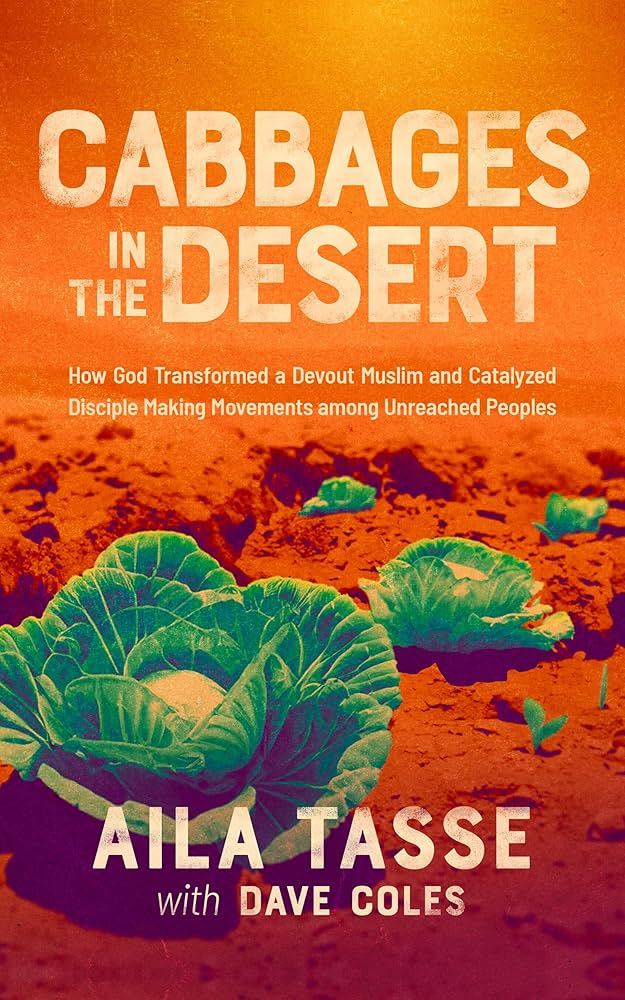 CABBAGES
IN THE DESERT
How God Transformed a Devout Muslim and Catalyzed
Disciple Making Movements among Unreached Peoples
AILA TASSE
with DAVE COLES